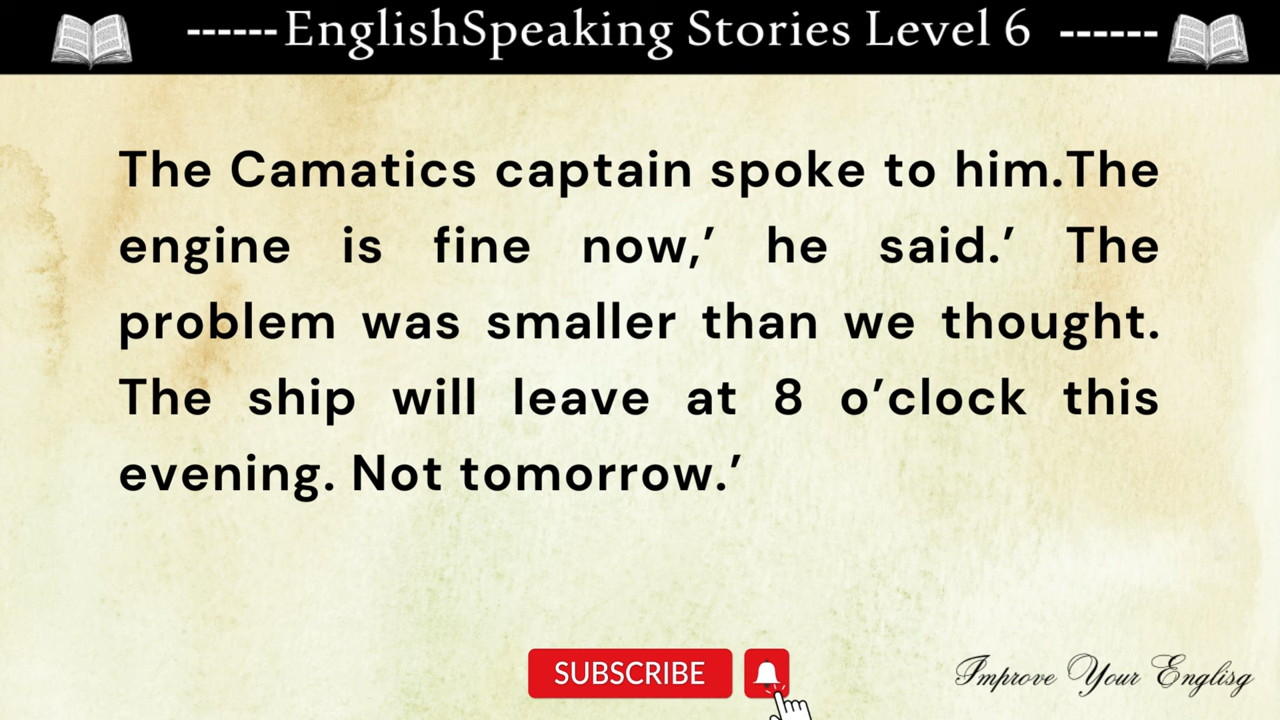 ------EnglishSpeaking Stories Level 6 ------
The Camatics captain spoke to him.The
engine is fine now,’ he said.’ The
problem was smaller than we thought.
The ship will leave at 8 o’clock this
evening. Not tomorrow.’
SUBSCRIBE
Improve Your Englisg